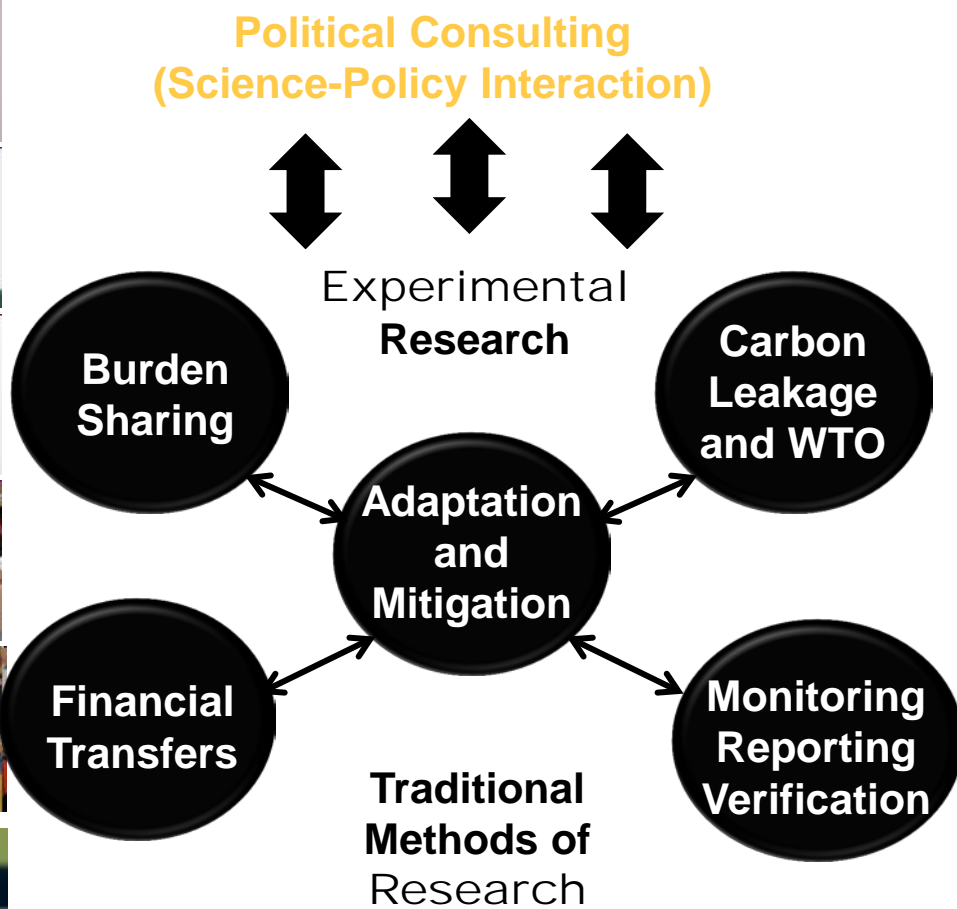 Political Consulting
(Science-Policy Interaction)
Experimental
Research
Burden
Sharing
Carbon
Leakage
and WTO
Adaptation
and
Mitigation
Financial
Transfers
Monitoring
Reporting
Verification
Traditional
Methods of
Research